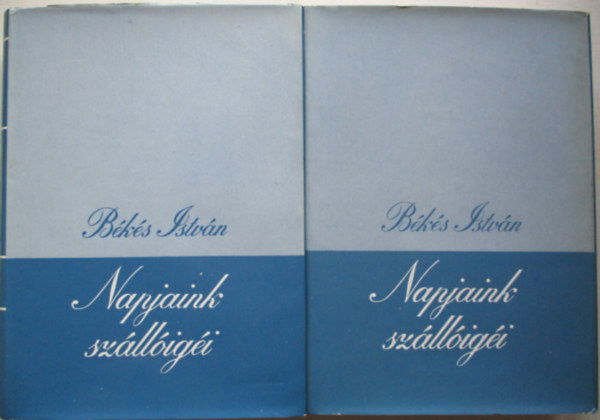 Békés István
Napjaink
szállóigéi
Békés István
Napjaink
szállóigéi